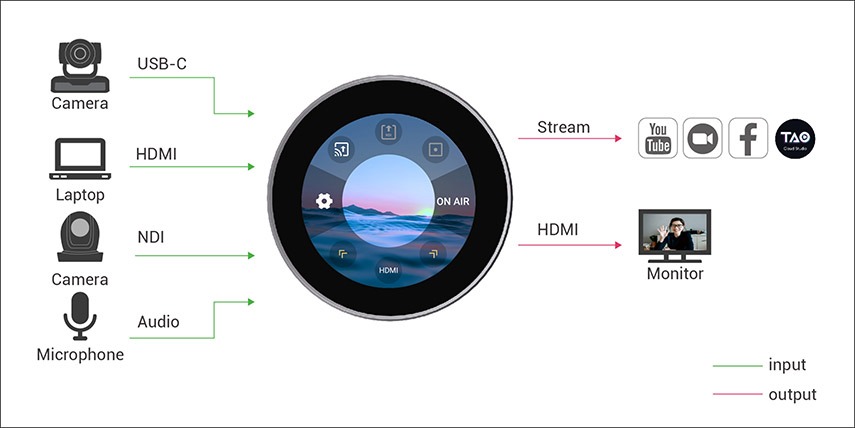 USB-C
Camera
HDMI
Laptop
NDI
Camera
Audio
Microphone
ON AIR
HDMI
Stream
You
Tube
TAO
Cloud Studio
HDMI
Monitor
input
output